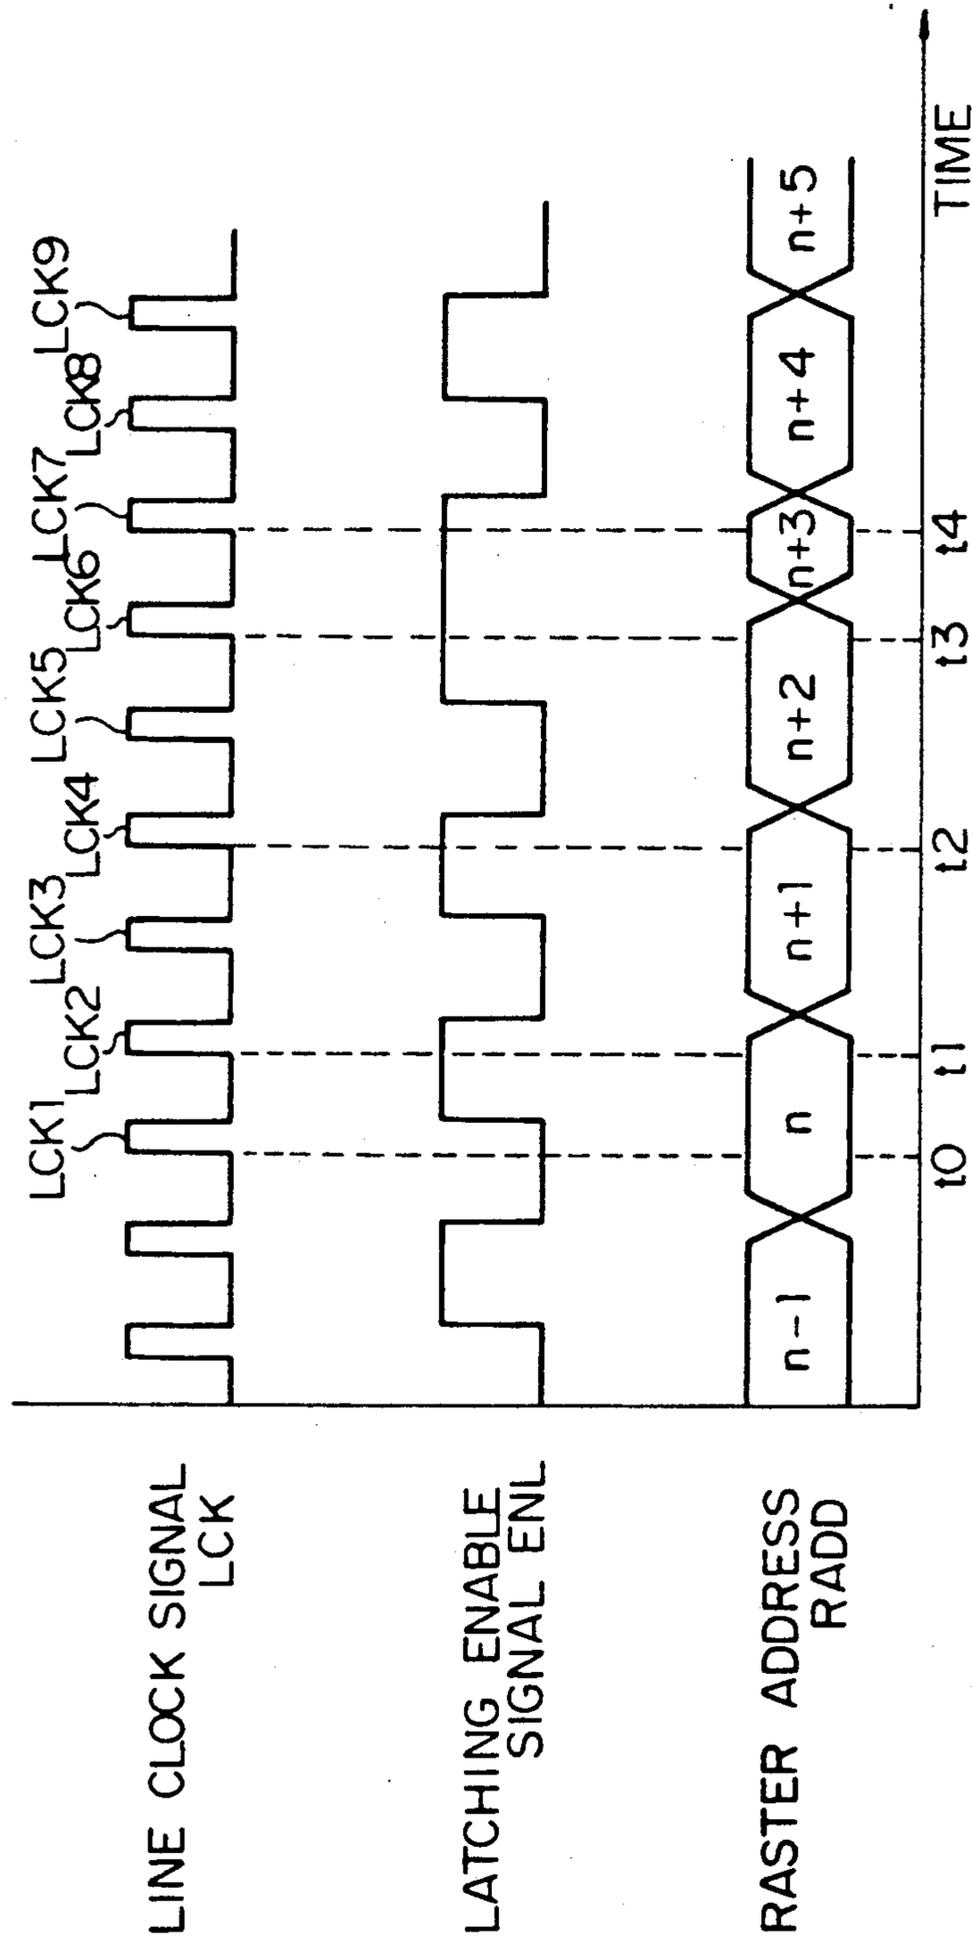 LCK1
LCK2
LCK3
LCK4
LCK5
LCK6
LCK7
LCK8
LCK9
LINE CLOCK SIGNAL
LCK
LATCHING ENABLE
SIGNAL ENL
RASTER ADDRESS
RADD
n-1
n
n+1
n+2
n+3
n+4
n+5
t0
t1
t2
t3
t4
TIME